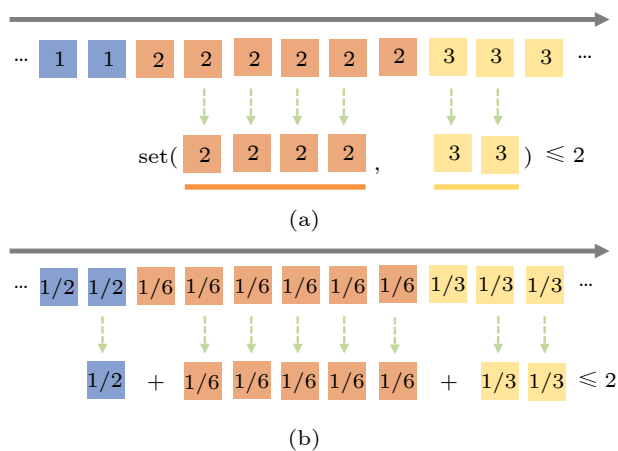 ··· 1 1 2 2 2 2 2 2 3 3 3 ···
set( 2 2 2 2 , 3 3 ) ⩽ 2
(a)
··· 1/2 1/2 1/6 1/6 1/6 1/6 1/6 1/6 1/3 1/3 1/3 ···
1/2 + 1/6 1/6 1/6 1/6 1/6 + 1/3 1/3 ⩽ 2
(b)